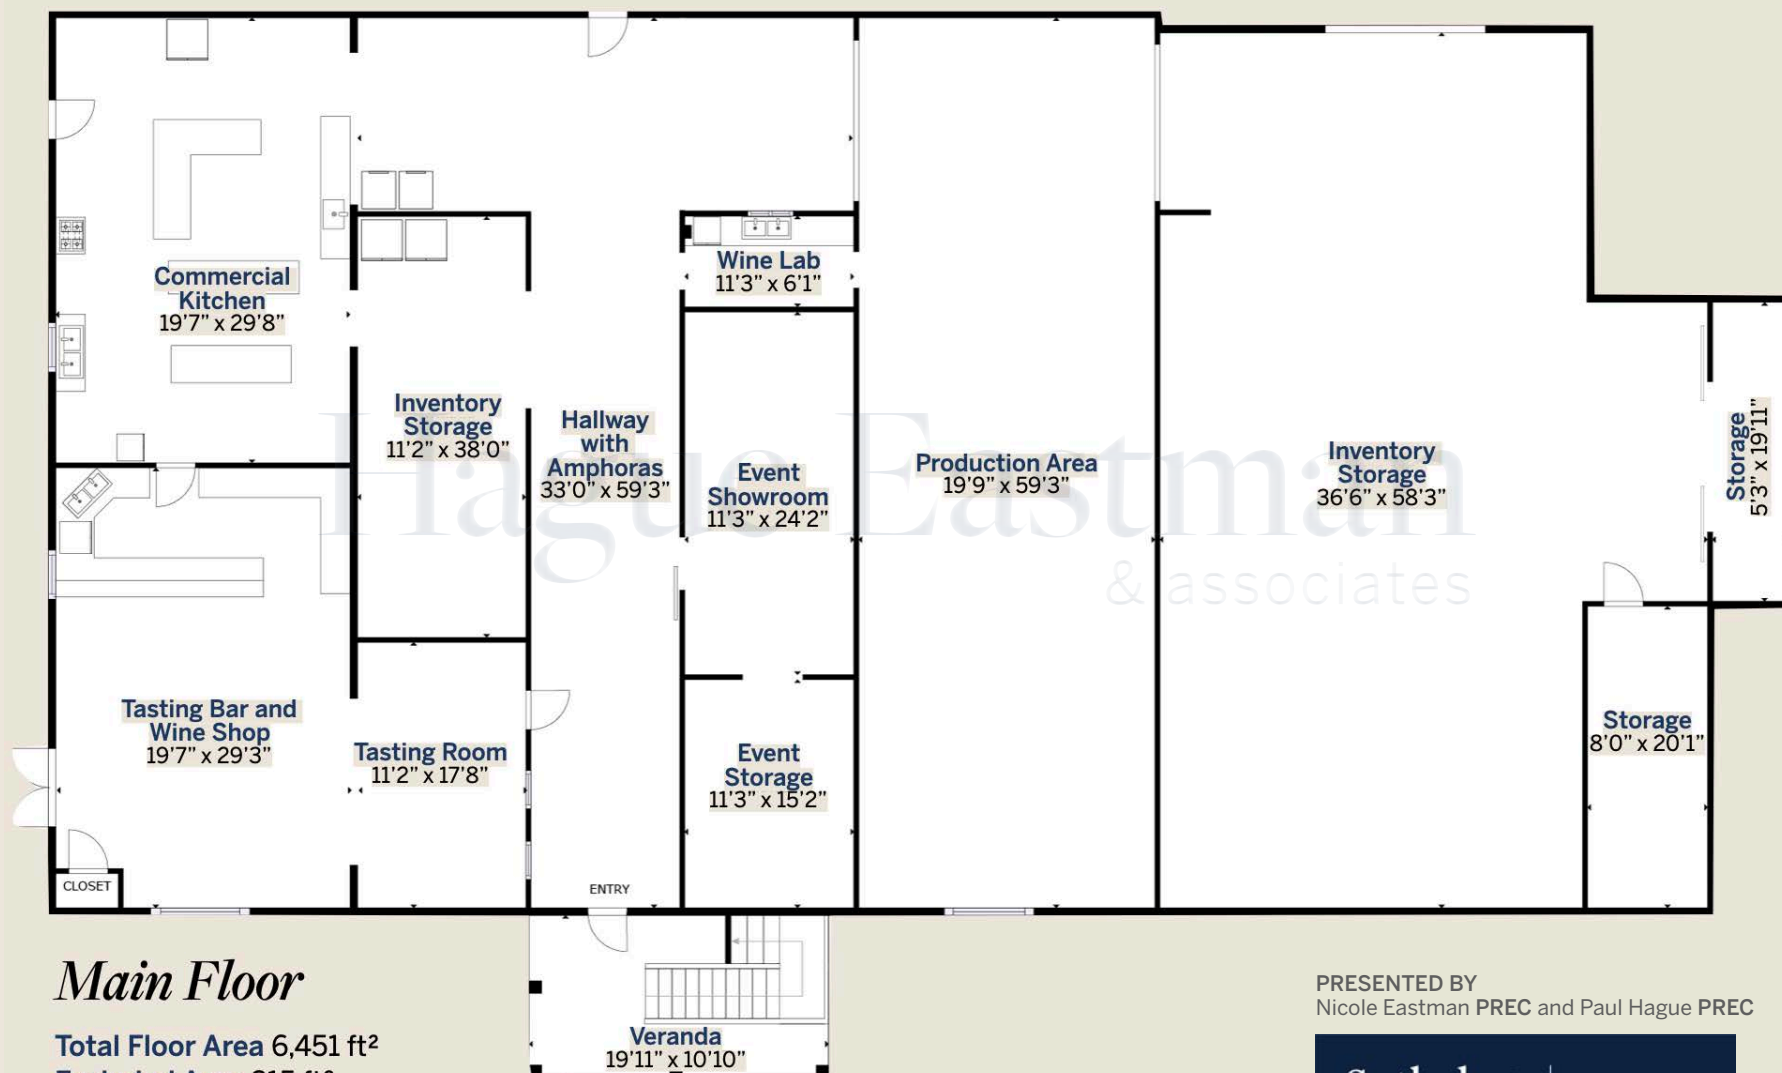 Commercial
Kitchen
19'7" x 29'8"
Wine Lab
11'3" x 6'1"
Inventory
Storage
11'2" x 38'0"
Hallway
with
Amphoras
33'0" x 59'3"
Event
Showroom
11'3" x 24'2"
Production Area
19'9" x 59'3"
Inventory
Storage
36'6" x 58'3"
Storage
5'3" x 19'11"
Hague Eastman
& associates
Tasting Bar and
Wine Shop
19'7" x 29'3"
Tasting Room
11'2" x 17'8"
Event
Storage
11'3" x 15'2"
Storage
8'0" x 20'1"
CLOSET
ENTRY
Veranda
19'11" x 10'10"
Main Floor
Total Floor Area 6,451 ft²
PRESENTED BY
Nicole Eastman PREC and Paul Hague PREC